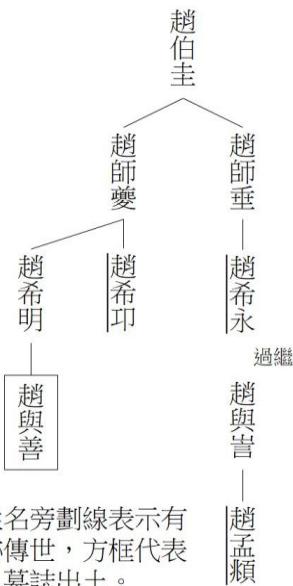 趙伯圭
趙師垂
趙希永
過繼
趙與訔
趙孟頫
趙師夔
趙希卭
趙希明
趙與善
名旁劃線表示有
傳世，方框代表
墓誌出土。